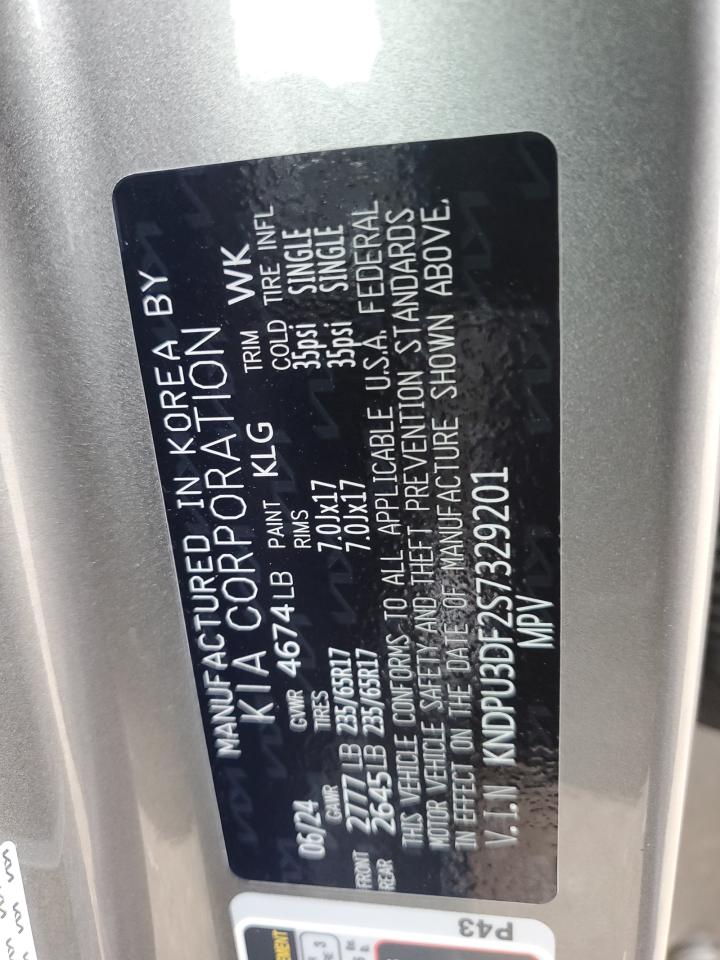 MANUFACTURED IN KOREA BY
KIA CORPORATION
06/24 GVWR 4674LB PAINT KLG TRIM WK
GAWR TIRES RIMS COLD TIRE INFL
FRONT 2777 LB 235/65R17 7.0Jx17 35psi SINGLE
REAR 2645LB 235/65R17 7.0Jx17 35psi SINGLE
THIS VEHICLE CONFORMS TO ALL APPLICABLE U.S.A. FEDERAL
MOTOR VEHICLE SAFETY AND THEFT PREVENTION STANDARDS
IN EFFECT ON THE DATE OF MANUFACTURE SHOWN ABOVE.
V.I.N KNDPU3DF2S7329201
MPV
P43